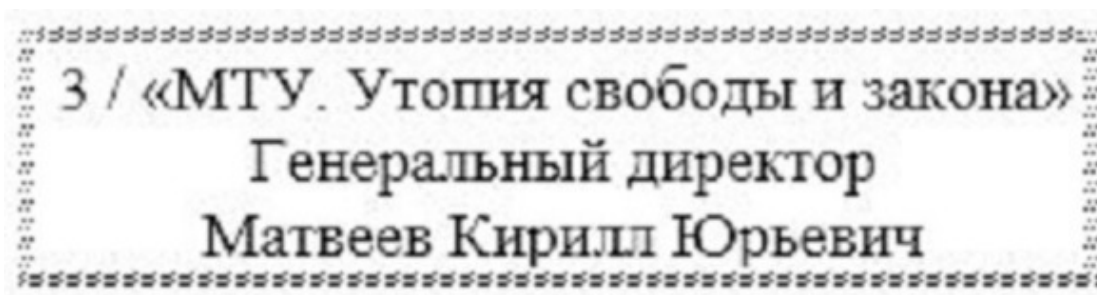 3 / «МТУ. Утопия свободы и закона»
Генеральный директор
Матвеев Кирилл Юрьевич